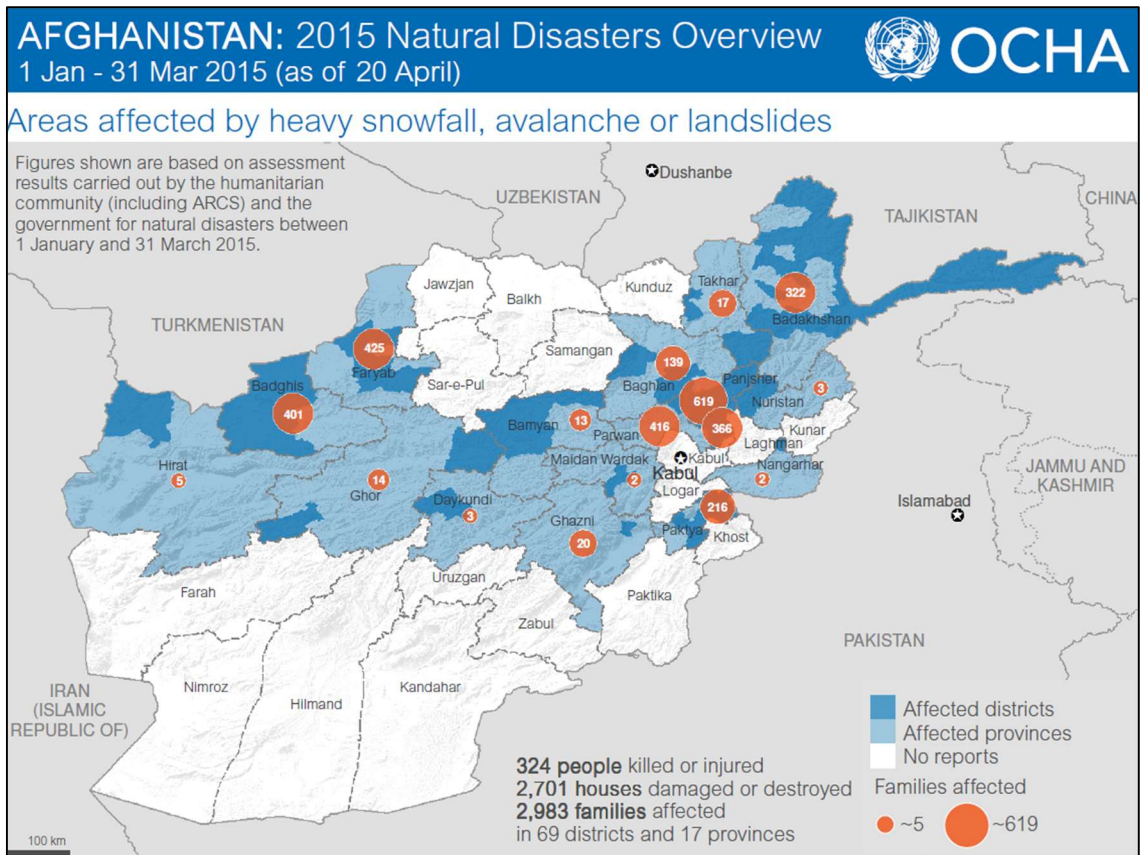 AFGHANISTAN: 2015 Natural Disasters Overview
1 Jan - 31 Mar 2015 (as of 20 April)
OCHA
Areas affected by heavy snowfall, avalanche or landslides
Figures shown are based on assessment
results carried out by the humanitarian
community (including ARCS) and the
government for natural disasters between
1 January and 31 March 2015.
Dushanbe
UZBEKISTAN
CHINA
TAJIKISTAN
Jawzjan
Takhar
Kunduz
Balkh
322
17
TURKMENISTAN
Badakhshan
425
Samangan
139
Faryab
Sar-e-Pul
Baghlan
Panjsher
Badghis
3
619
Nuristan
401
13
Bamyan
416
366
Kunar
Parwan
Laghman
Kabul
Maidan Wardak
Hirat
Nangarhar
Kabul
JAMMU AND
KASHMIR
5
14
2
2
Logar
Ghor
Daykundi
Islamabad
216
3
Ghazni
Paktya
Khost
20
Uruzgan
Farah
Paktika
Zabul
PAKISTAN
Nimroz
Kandahar
IRAN
(ISLAMIC
REPUBLIC OF)
Hilmand
Affected districts
Affected provinces
No reports
324 people killed or injured
2,701 houses damaged or destroyed
2,983 families affected
in 69 districts and 17 provinces
Families affected
~5
~619
100 km